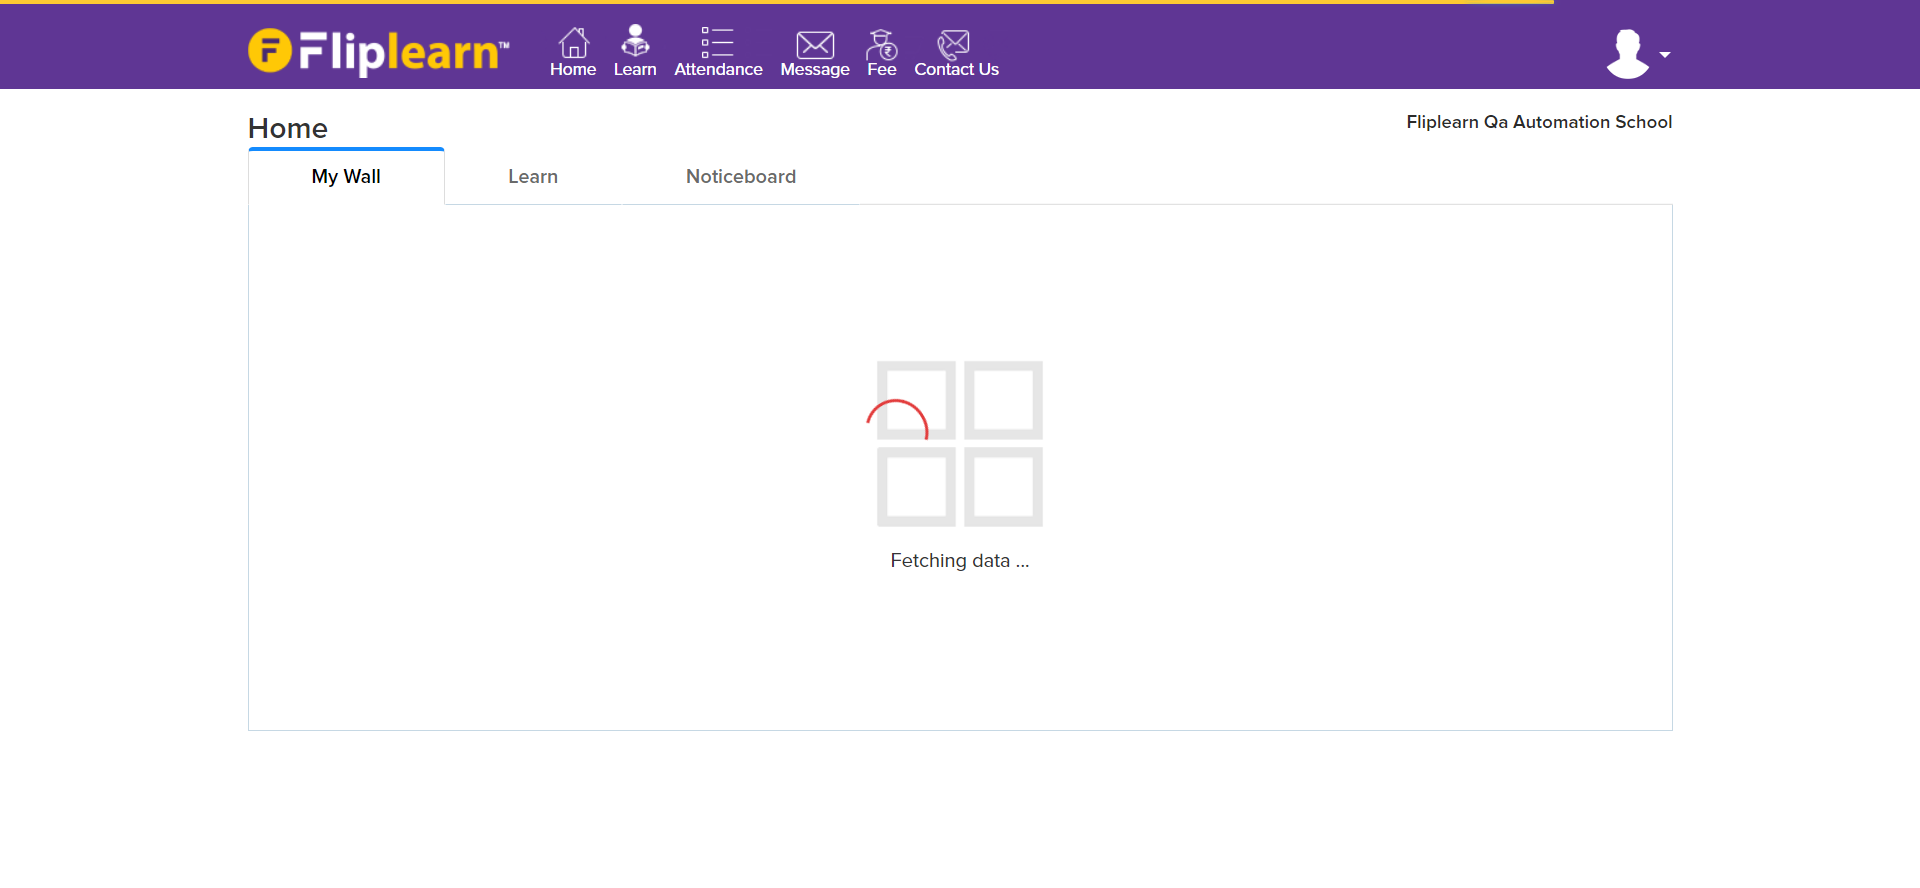 Fliplearn™
Home Learn Attendance Message Fee Contact Us
Home
Fliplearn Qa Automation School
My Wall Learn Noticeboard
Fetching data ...